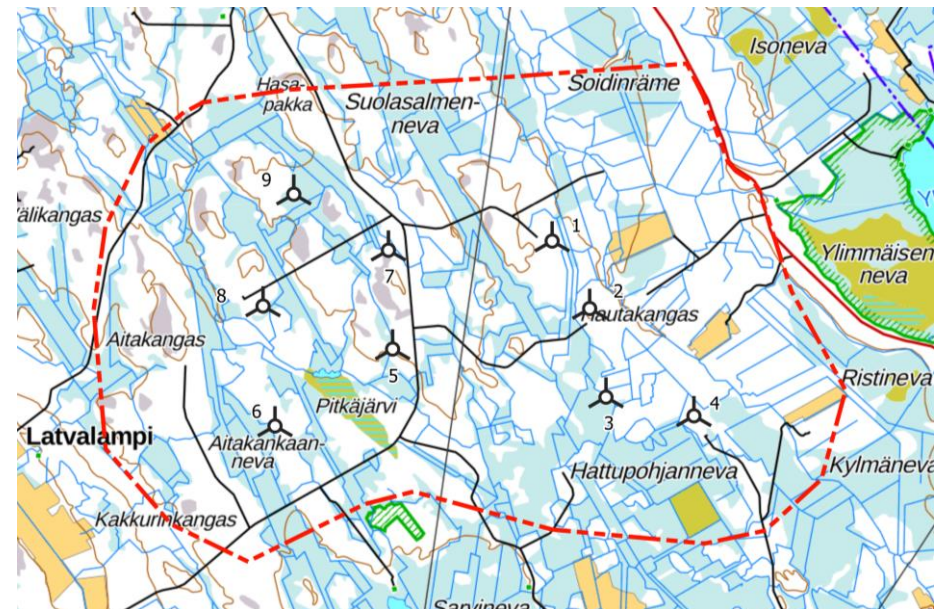 Isoneva
Hasa-
pakka
Suolasalmen-
neva
Soidinräme
9
älikangas
1
Ylimmäisen
neva
7
8
2
Hautakangas
Aitakangas
5
Ristineva
Pitkäjärvi
6
3
4
Latvalampi
Aitakankaan-
neva
Hattupohjanneva
Kylmäneva
Kakkurinkangas
Sarvineva